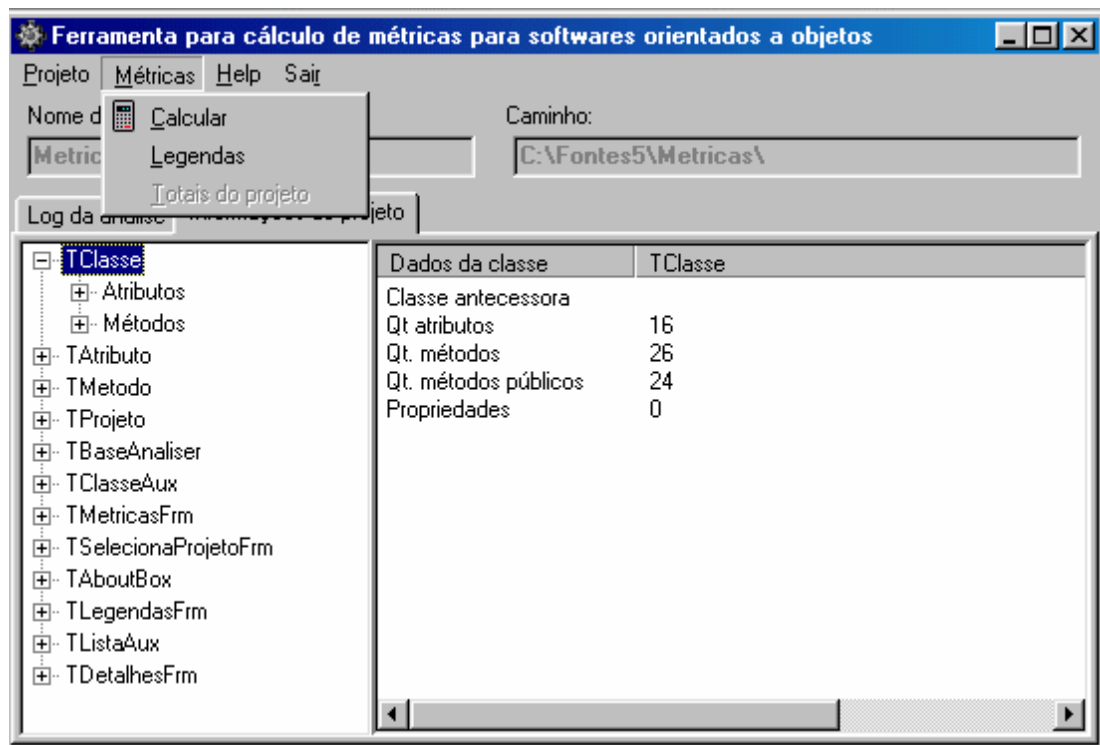 Ferramenta para cálculo de métricas para softwares orientados a objetos
Projeto Métricas Help Sair
Nome d
Caminho:
Calcular
Metric
C:\Fontes5\Metricas\
Legendas
Totais do projeto
Log da análise Informações do projeto
TClasse
Atributos
Métodos
TAtributo
TMetodo
TProjeto
TBaseAnaliser
TClasseAux
TMetricasFrm
TSelecionaProjetoFrm
TAboutBox
TLegendasFrm
TListaAux
TDetalhesFrm
Dados da classe TClasse
Classe antecessora
Qt atributos 16
Qt. métodos 26
Qt. métodos públicos 24
Propriedades 0